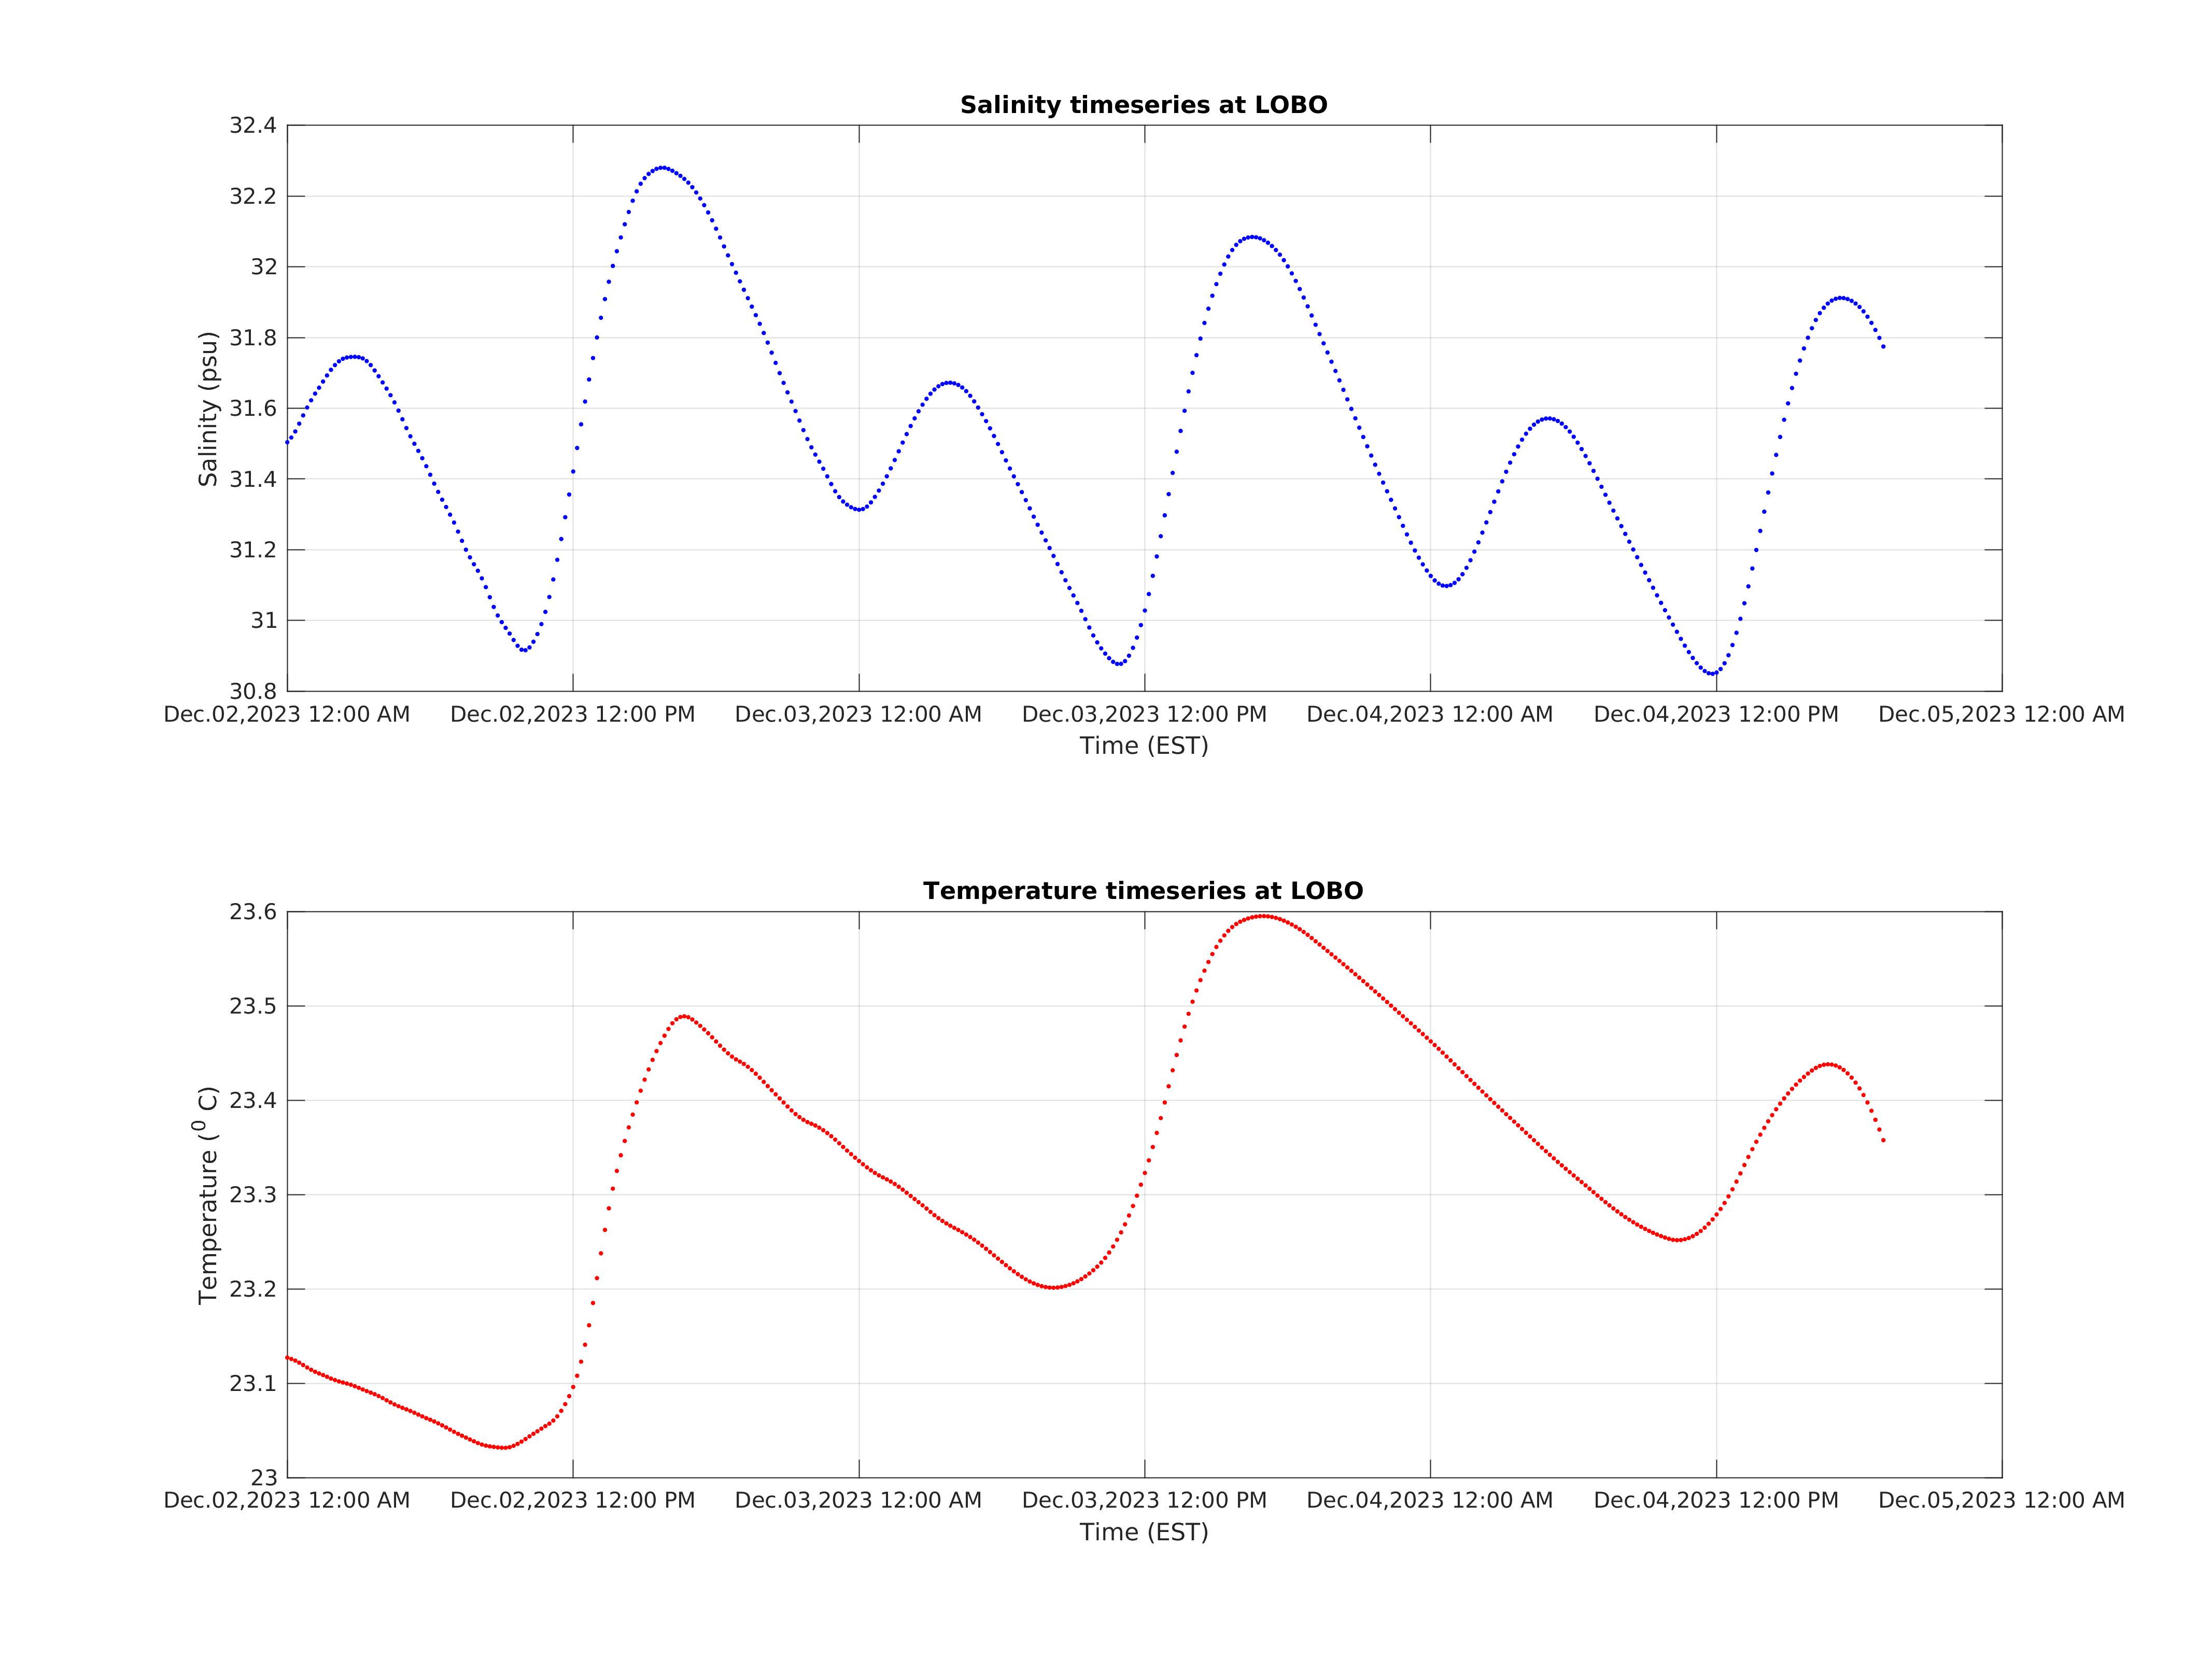 Salinity timeseries at LOBO
32.4
32.2
32
31.8
31.6
31.4
31.2
31
30.8
Salinity (psu)
Dec.02,2023 12:00 AM Dec.02,2023 12:00 PM Dec.03,2023 12:00 AM Dec.03,2023 12:00 PM Dec.04,2023 12:00 AM Dec.04,2023 12:00 PM Dec.05,2023 12:00 AM
Time (EST)
Temperature timeseries at LOBO
23.6
23.5
23.4
23.3
23.2
23.1
23
Temperature (⁰ C)
Dec.02,2023 12:00 AM Dec.02,2023 12:00 PM Dec.03,2023 12:00 AM Dec.03,2023 12:00 PM Dec.04,2023 12:00 AM Dec.04,2023 12:00 PM Dec.05,2023 12:00 AM
Time (EST)